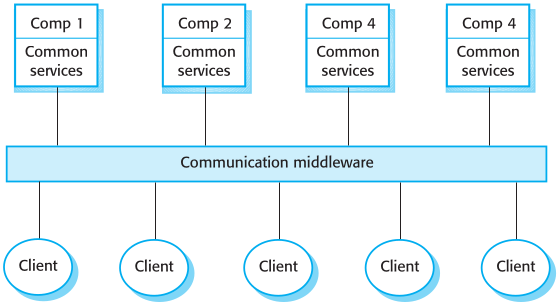 Comp 1
Common
services
Comp 2
Common
services
Comp 4
Common
services
Comp 4
Common
services
Communication middleware
Client
Client
Client
Client
Client